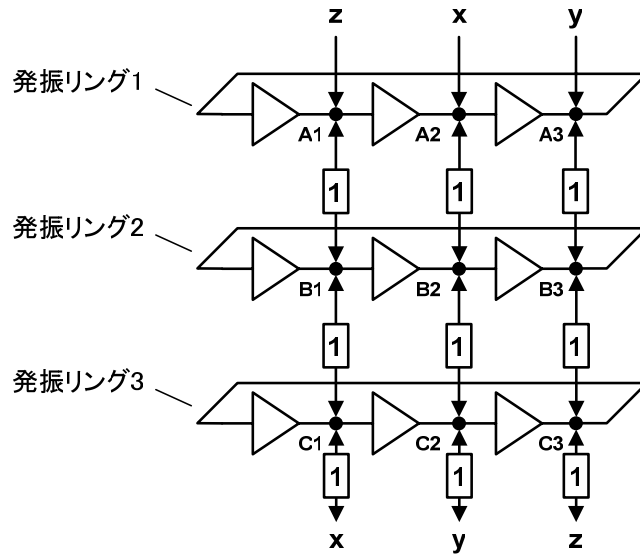 z x y
発振リング1
A1 A2 A3
1 1 1
発振リング2
B1 B2 B3
1 1 1
発振リング3
C1 C2 C3
1 1 1
x y z